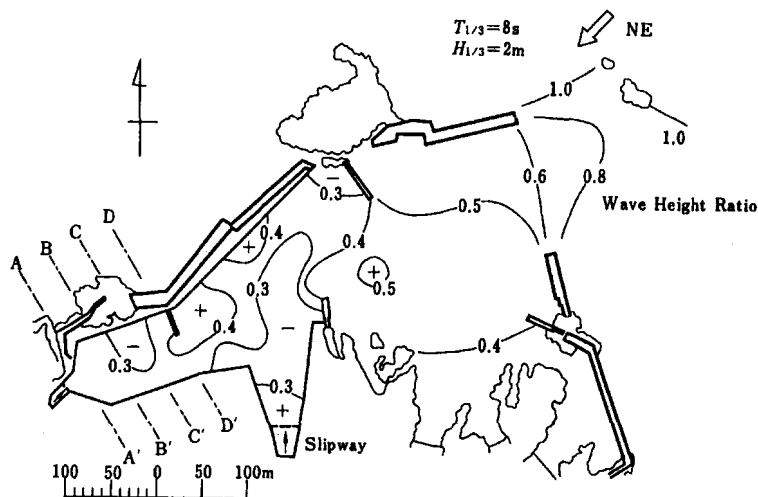 T1/3=8s
H1/3=2m
NE
1.0
1.0
0.6
0.8
Wave Height Ratio
0.3
0.5
0.4
D
C
B
A
0.4
+
0.3
+
0.5
+
0.4
−
−
−
0.3
0.4
0.3
+
Slipway
A'
B'
C'
D'
100 50 0 50 100m